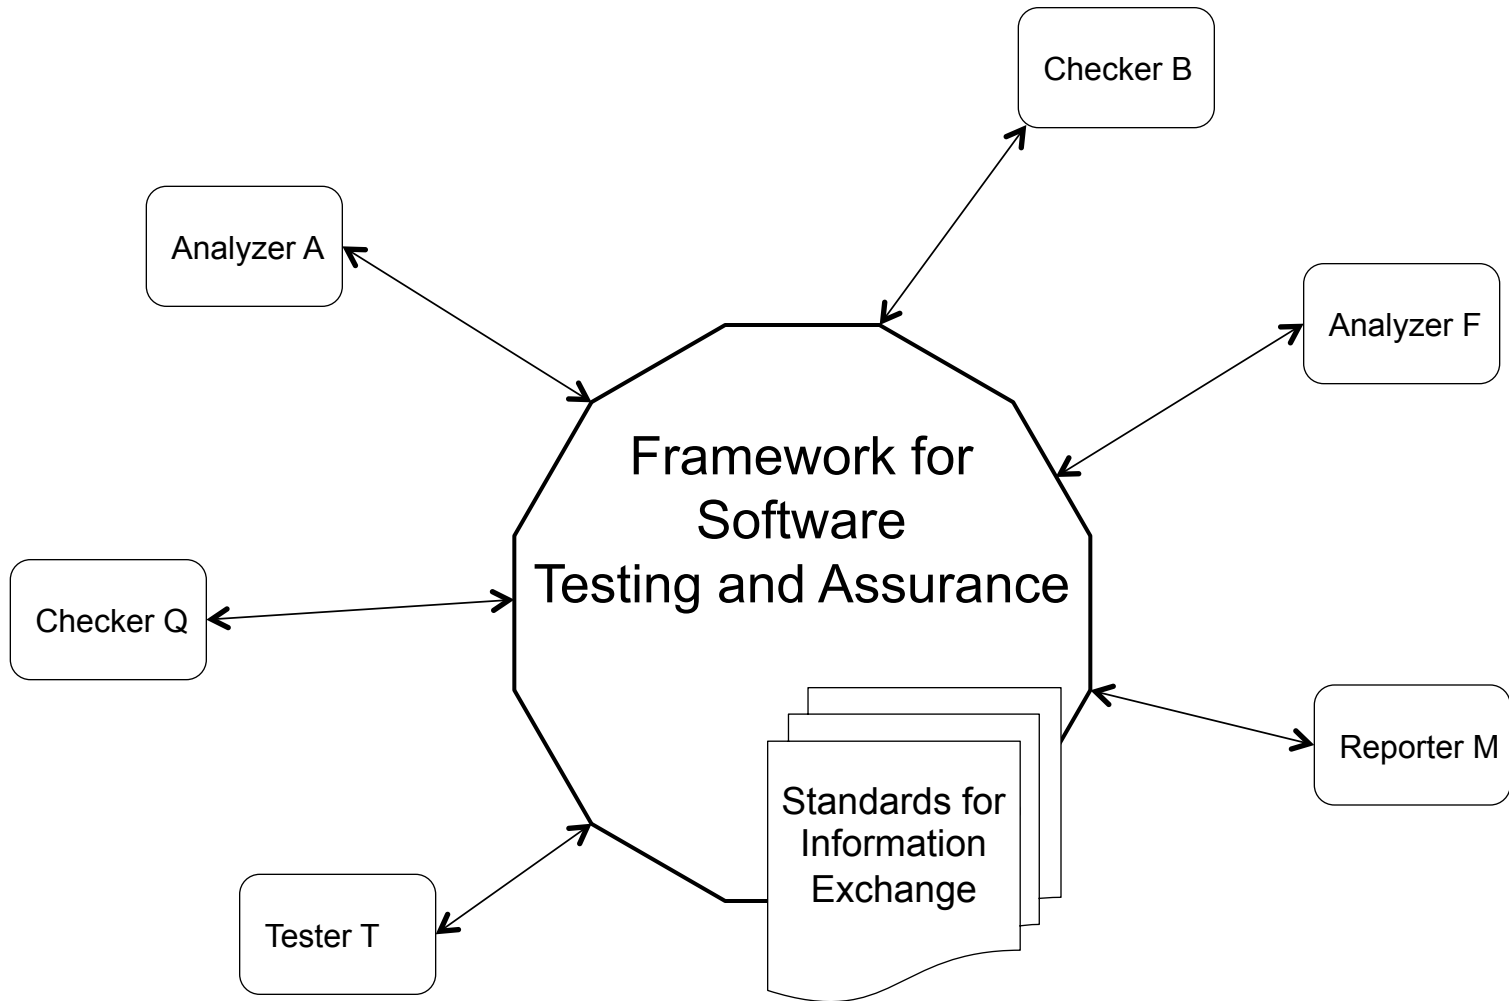 Checker B
Analyzer A
Analyzer F
Framework for
Software
Testing and Assurance
Checker Q
Reporter M
Standards for
Information
Exchange
Tester T